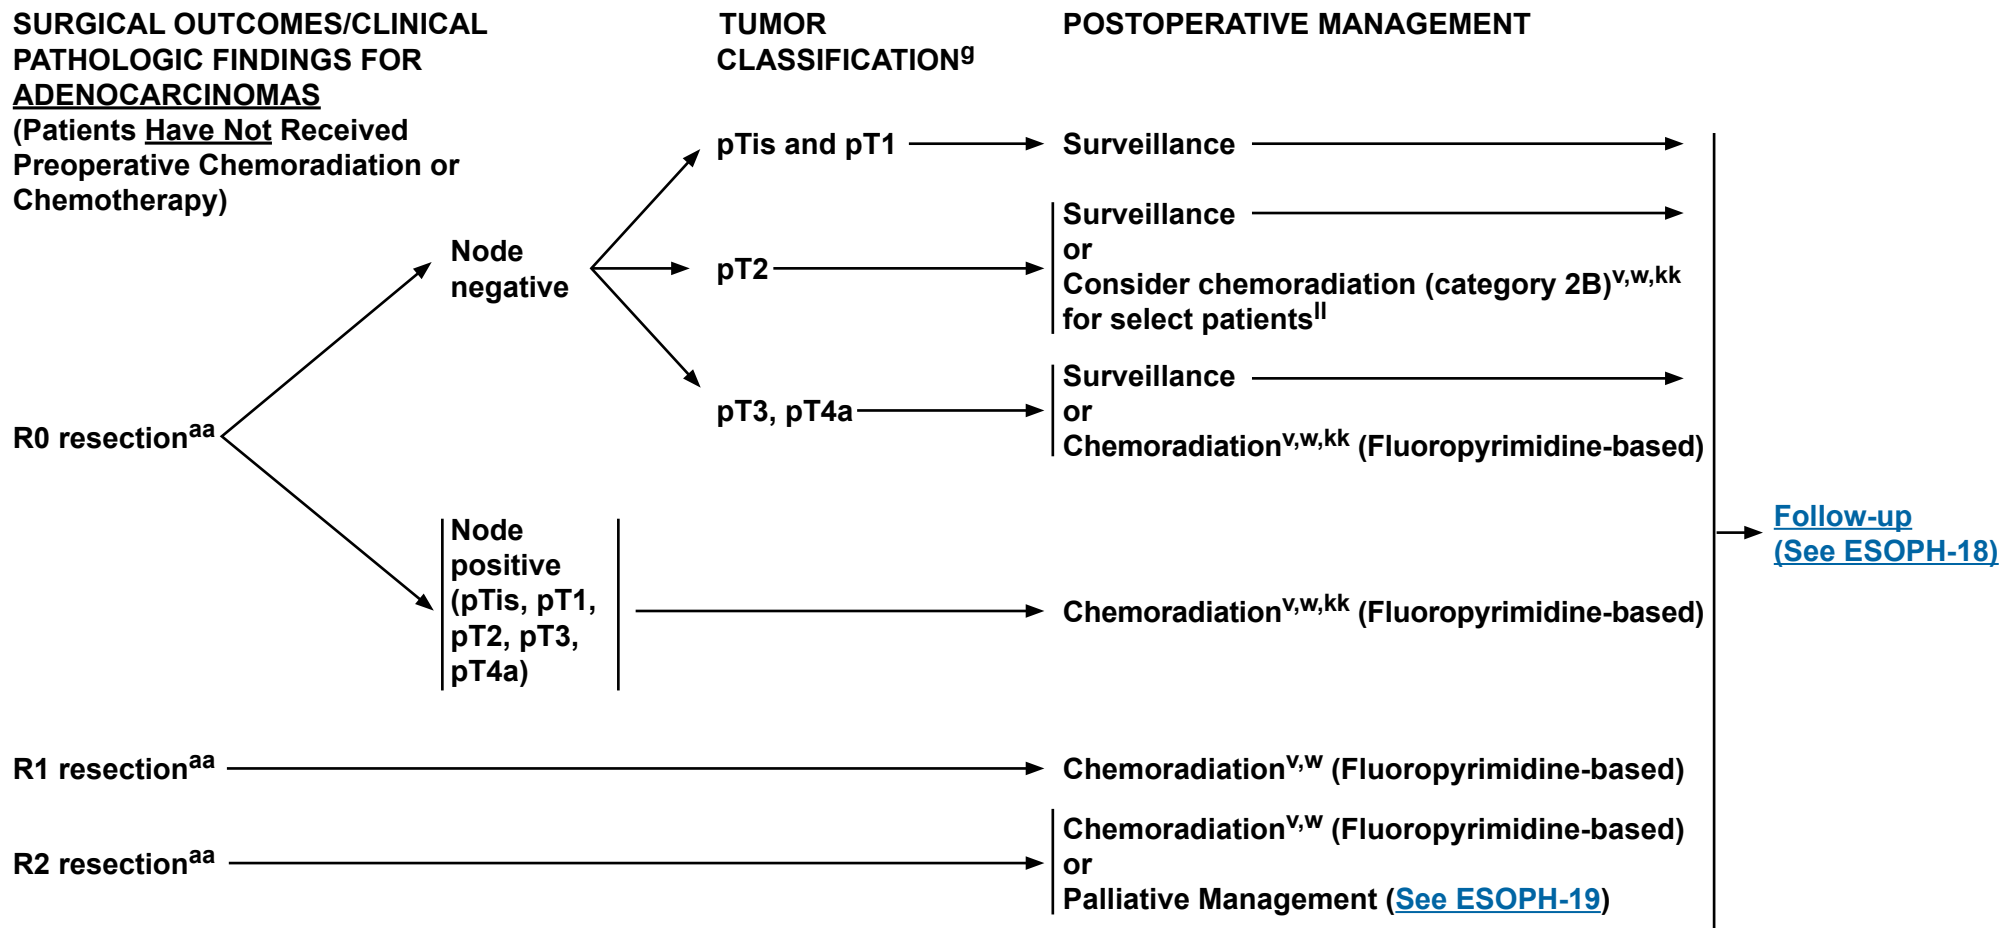 SURGICAL OUTCOMES/CLINICAL
PATHOLOGIC FINDINGS FOR
ADENOCARCINOMAS
(Patients Have Not Received
Preoperative Chemoradiation or
Chemotherapy)
TUMOR
CLASSIFICATIONg
POSTOPERATIVE MANAGEMENT
R0 resectionaa
Node
negative
pTis and pT1
Surveillance
pT2
Surveillance
or
Consider chemoradiation (category 2B)v,w,kk
for select patientsll
pT3, pT4a
Surveillance
or
Chemoradiationv,w,kk (Fluoropyrimidine-based)
Node
positive
(pTis, pT1,
pT2, pT3,
pT4a)
Chemoradiationv,w,kk (Fluoropyrimidine-based)
R1 resectionaa
Chemoradiationv,w (Fluoropyrimidine-based)
R2 resectionaa
Chemoradiationv,w (Fluoropyrimidine-based)
or
Palliative Management (See ESOPH-19)
Follow-up
(See ESOPH-18)